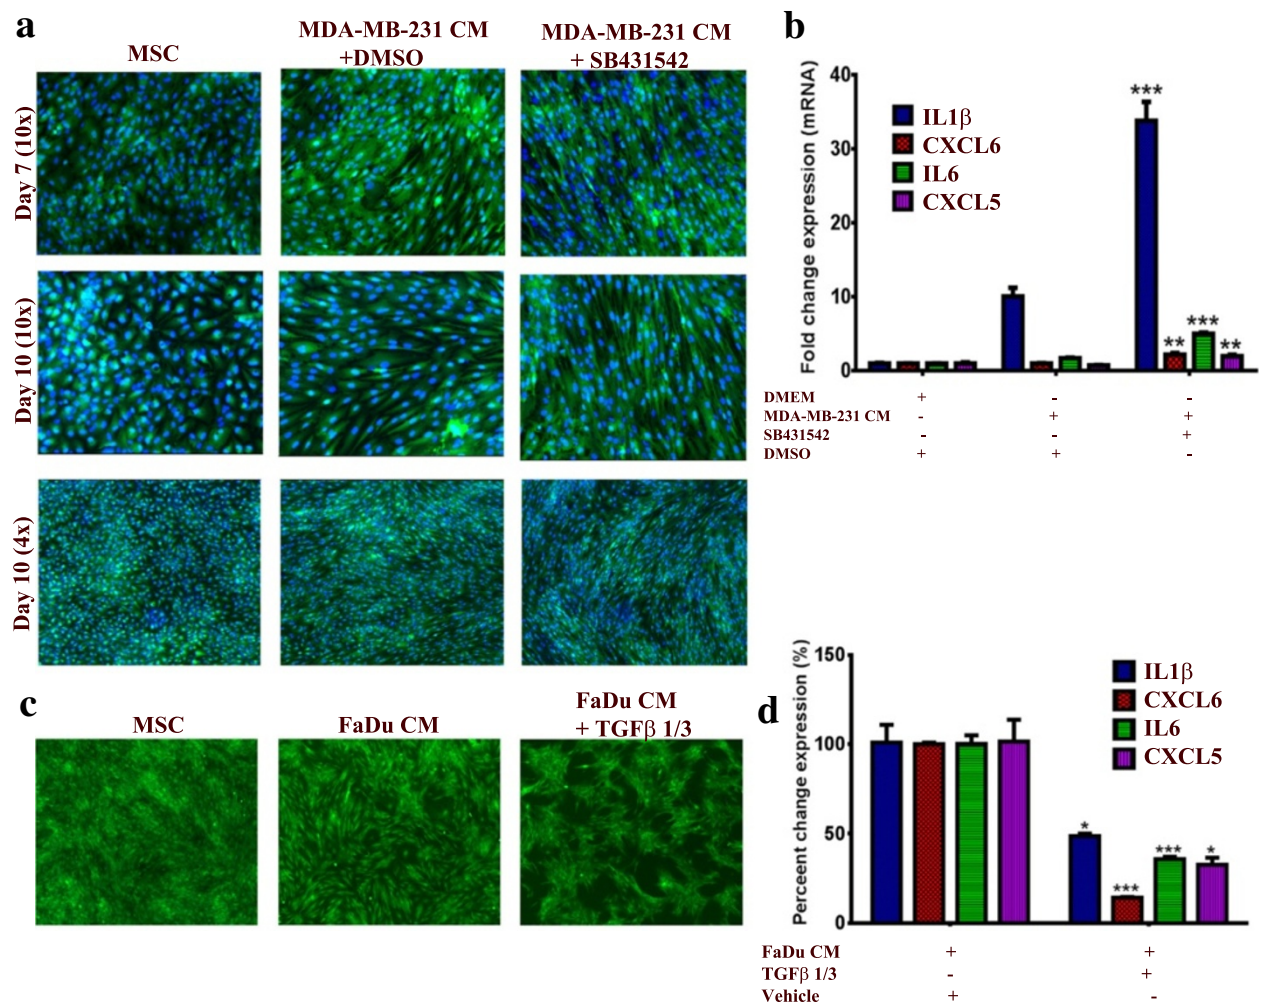 a
MSC
MDA-MB-231 CM
+DMSO
MDA-MB-231 CM
+ SB431542
Day 7 (10x)
Day 10 (10x)
Day 10 (4x)
b
Fold change expression (mRNA)
40
30
20
10
0
IL1β
CXCL6
IL6
CXCL5
***
**
***
**
DMEM + - -
MDA-MB-231 CM - + +
SB431542 - - +
DMSO + + -
c
MSC
FaDu CM
FaDu CM
+ TGFβ 1/3
d
Perceent change expression (%)
150
100
50
0
IL1β
CXCL6
IL6
CXCL5
*
***
***
*
FaDu CM + +
TGFβ 1/3 - +
Vehicle + -